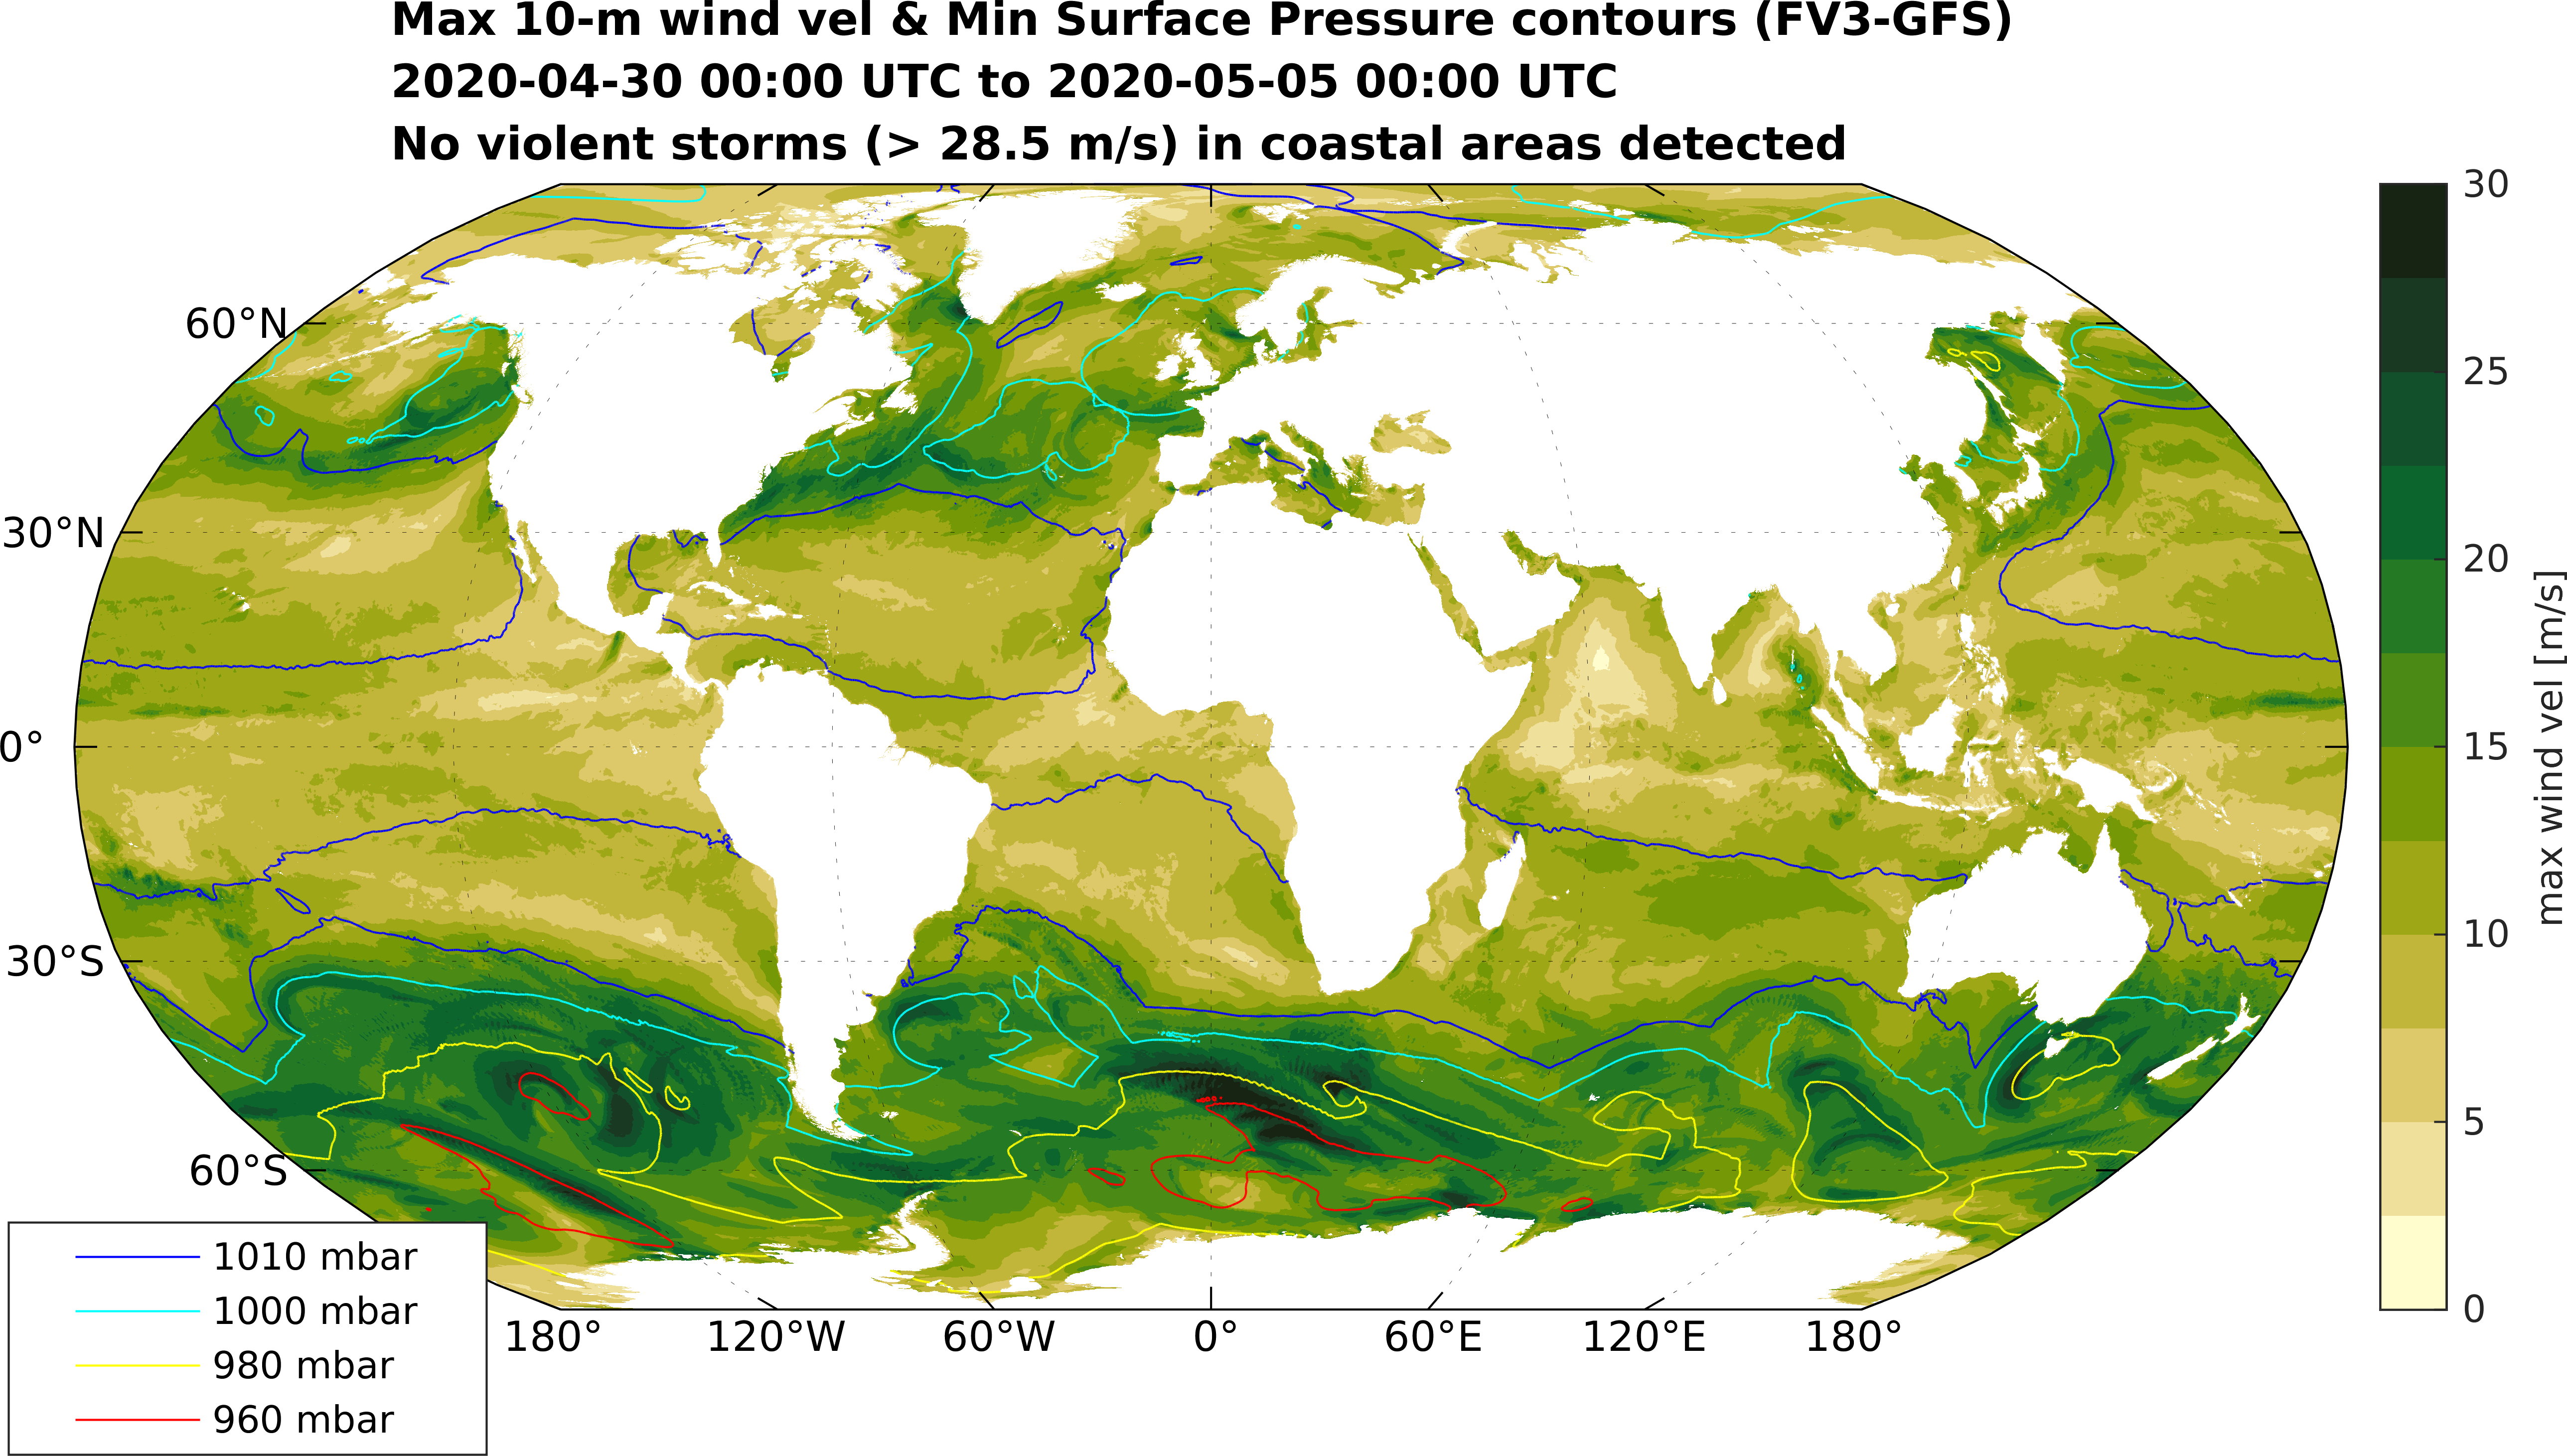 Max 10-m wind vel & Min Surface Pressure contours (FV3-GFS)
2020-04-30 00:00 UTC to 2020-05-05 00:00 UTC
No violent storms (> 28.5 m/s) in coastal areas detected
60°N
30°N
0°
30°S
60°S
180°
120°W
60°W
0°
60°E
120°E
180°
1010 mbar
1000 mbar
980 mbar
960 mbar
30
25
20
15
10
5
0
max wind vel [m/s]